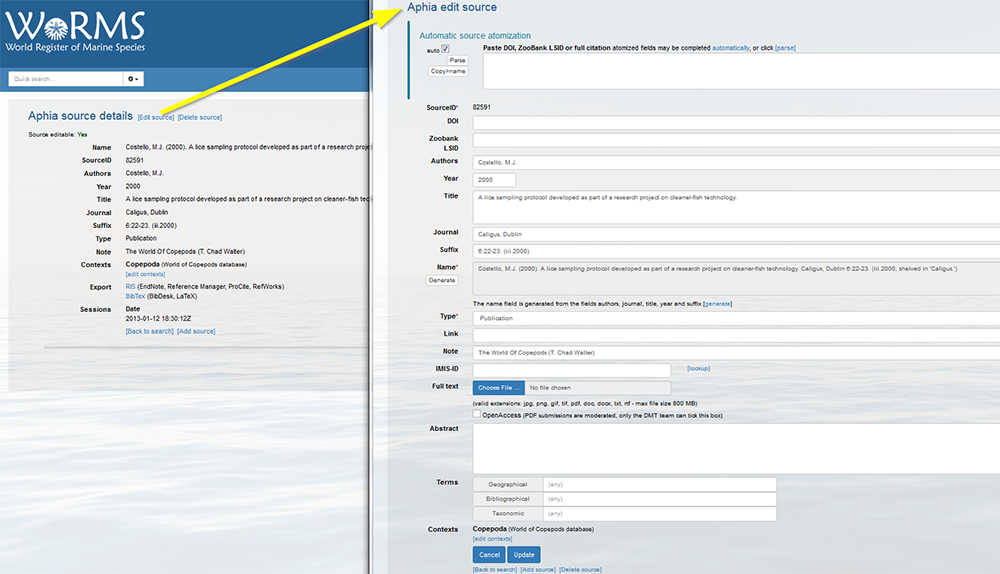 WoRMS
World Register of Marine Species
Quick search...
Aphia source details [Edit source] [Delete source]
Source editable: Yes
Name Costello, M.J. (2000). A lice sampling protocol developed as part of a research proje
SourceID 82591
Authors Costello, M.J.
Year 2000
Title A lice sampling protocol developed as part of a research project on cleaner-fish tec
Journal Caligus, Dublin
Suffix 6:22-23. (iii.2000)
Type Publication
Note The World Of Copepods (T. Chad Walter)
Contexts Copepoda (World of Copepods database)
[edit contexts]
Export RIS (EndNote, Reference Manager, ProCite, RefWorks)
BibTex (BibDesk, LaTeX)
Sessions Date
2013-01-12 18:30:12Z
[Back to search] [Add source]
Aphia edit source
Automatic source atomization
auto Paste DOI, ZooBank LSID or full citation atomized fields may be completed automatically, or click [parse]
Parse
Copy>name
SourceID* 82591
DOI
Zoobank
LSID
Authors Costello, M.J.
Year 2000
Title A lice sampling protocol developed as part of a research project on cleaner-fish technology.
Journal Caligus, Dublin
Suffix 6:22-23. (iii.2000)
Name* Costello, M.J. (2000). A lice sampling protocol developed as part of a research project on cleaner-fish technology. Caligus, Dublin 6:22-23. (iii.2000; shelved in 'Caligus.')
Generate
The name field is generated from the fields authors, journal, title, year and suffix [generate]
Type* Publication
Link
Note The World Of Copepods (T. Chad Walter)
IMIS-ID [lookup]
Full text Choose File ... No file chosen
(valid extensions: jpg, png, gif, tif, pdf, doc, docx, txt, rtf - max file size 800 MB)
OpenAccess (PDF submissions are moderated, only the DMT team can tick this box)
Abstract
Terms Geographical (any)
Bibliographical (any)
Taxonomic (any)
Contexts Copepoda (World of Copepods database)
[edit contexts]
Cancel Update
[Back to search] [Add source] [Delete source]